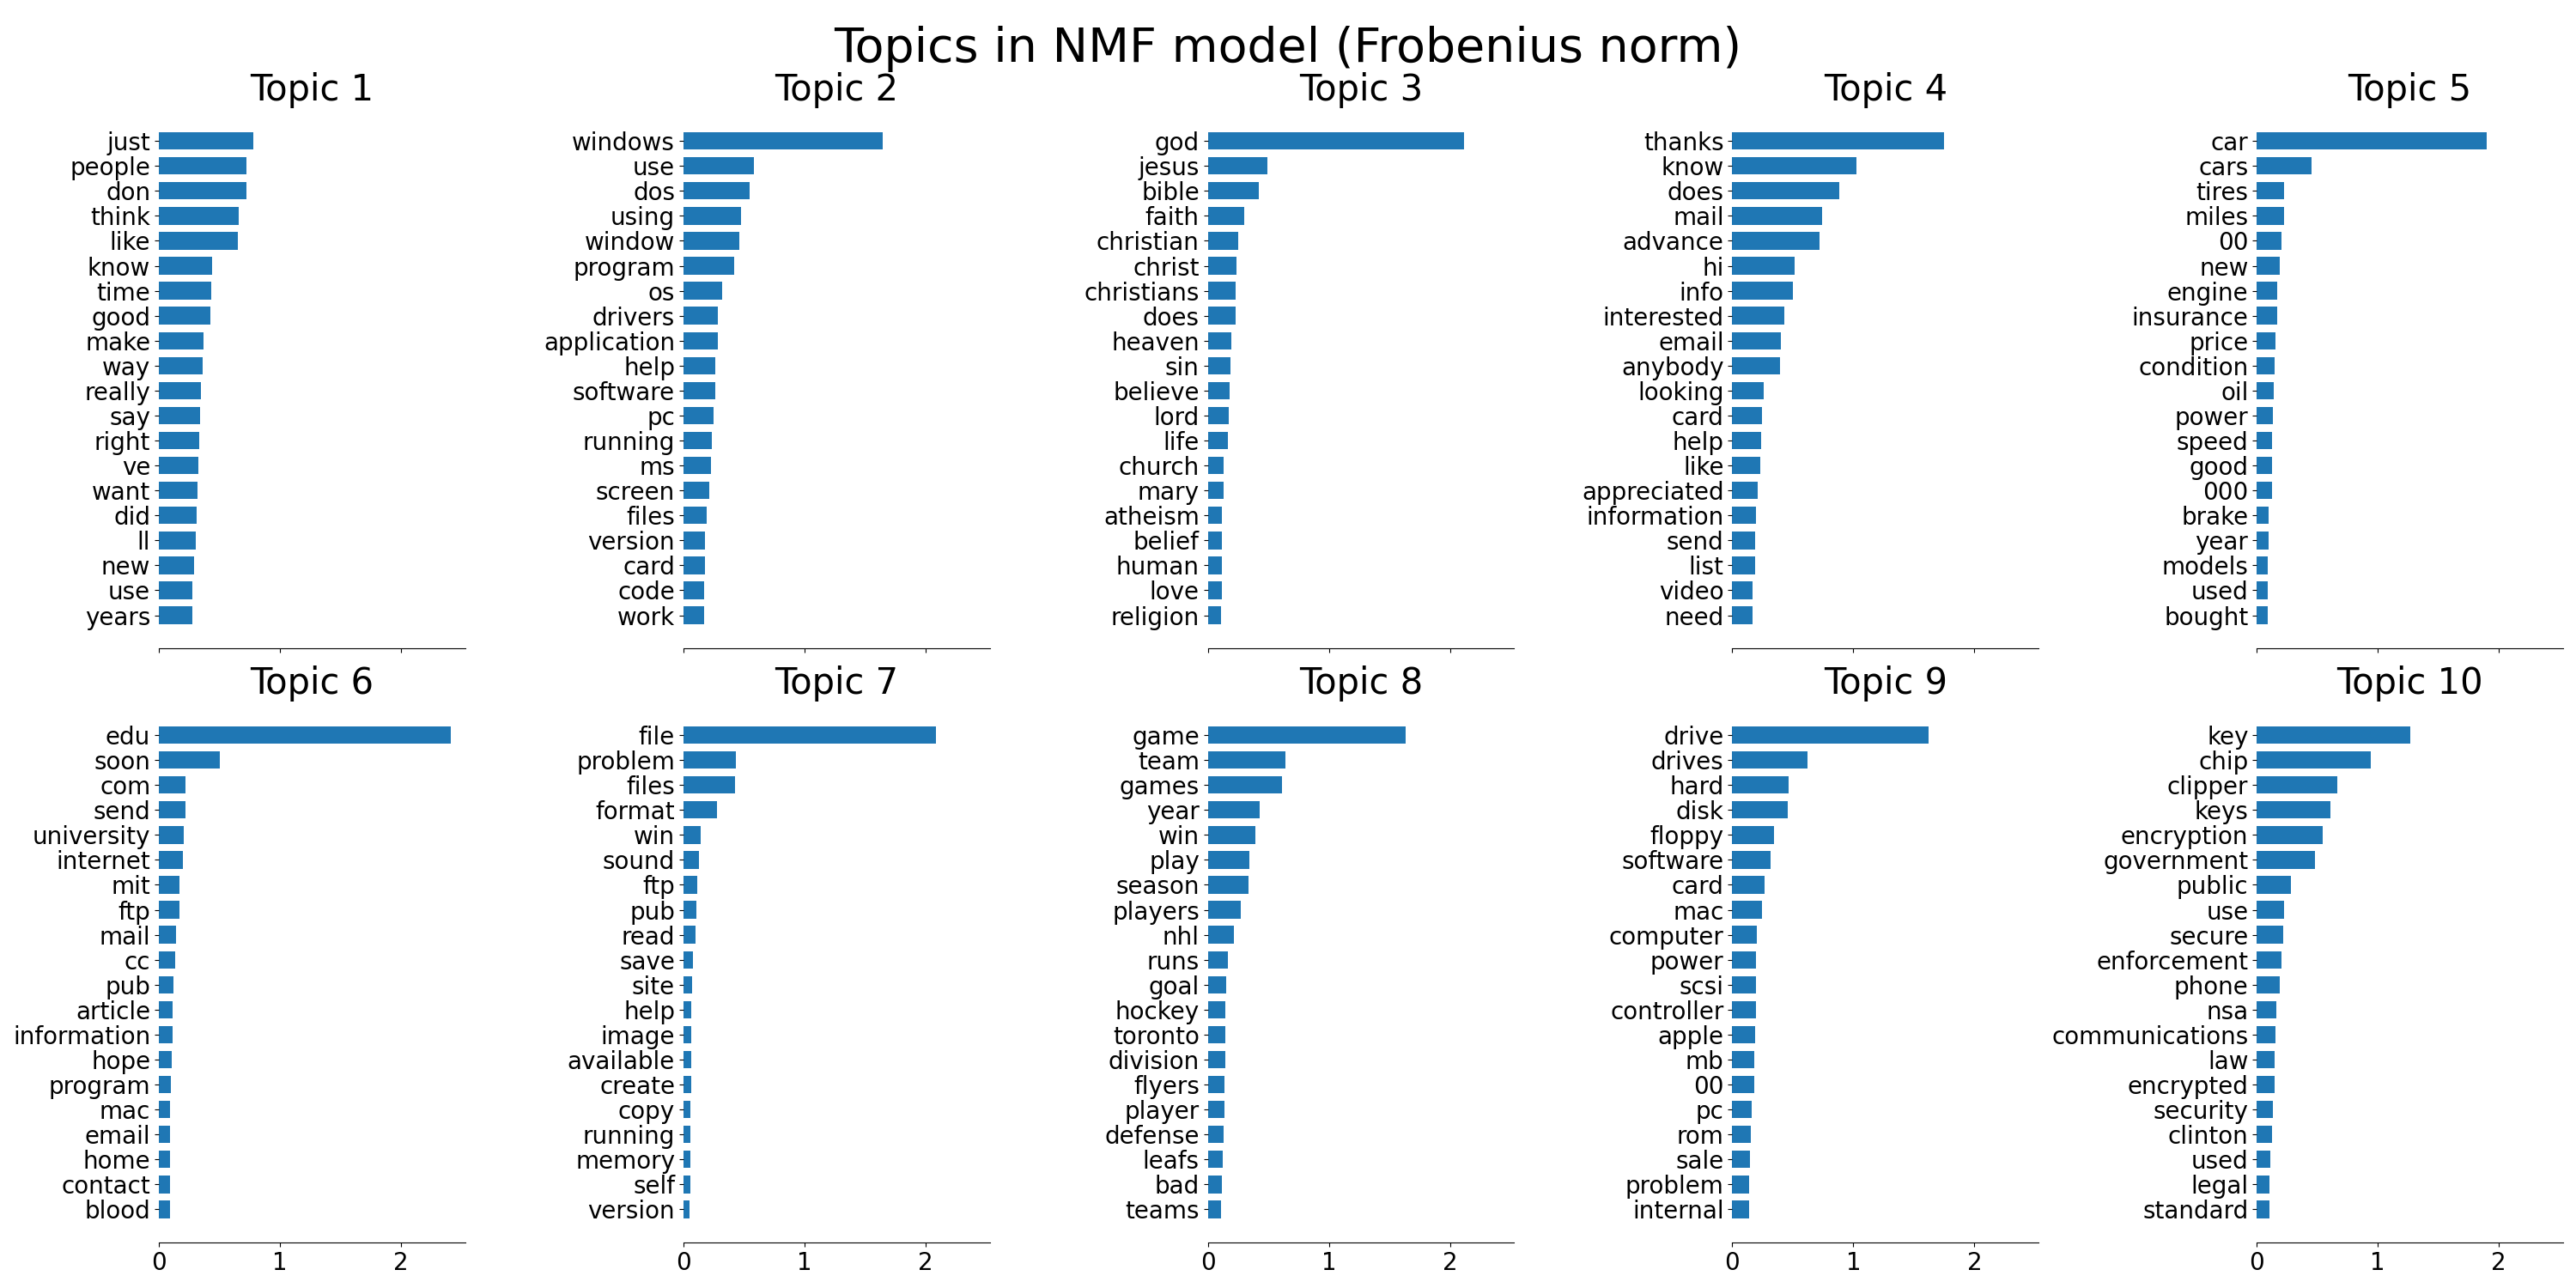 Topics in NMF model (Frobenius norm)
Topic 1
just
people
don
think
like
know
time
good
make
way
really
say
right
ve
want
did
ll
new
use
years
Topic 2
windows
use
dos
using
window
program
os
drivers
application
help
software
pc
running
ms
screen
files
version
card
code
work
Topic 3
god
jesus
bible
faith
christian
christ
christians
does
heaven
sin
believe
lord
life
church
mary
atheism
belief
human
love
religion
Topic 4
thanks
know
does
mail
advance
hi
info
interested
email
anybody
looking
card
help
like
appreciated
information
send
list
video
need
Topic 5
car
cars
tires
miles
00
new
engine
insurance
price
condition
oil
power
speed
good
000
brake
year
models
used
bought
Topic 6
edu
soon
com
send
university
internet
mit
ftp
mail
cc
pub
article
information
hope
program
mac
email
home
contact
blood
0 1 2
Topic 7
file
problem
files
format
win
sound
ftp
pub
read
save
site
help
image
available
create
copy
running
memory
self
version
0 1 2
Topic 8
game
team
games
year
win
play
season
players
nhl
runs
goal
hockey
toronto
division
flyers
player
defense
leafs
bad
teams
0 1 2
Topic 9
drive
drives
hard
disk
floppy
software
card
mac
computer
power
scsi
controller
apple
mb
00
pc
rom
sale
problem
internal
0 1 2
Topic 10
key
chip
clipper
keys
encryption
government
public
use
secure
enforcement
phone
nsa
communications
law
encrypted
security
clinton
used
legal
standard
0 1 2